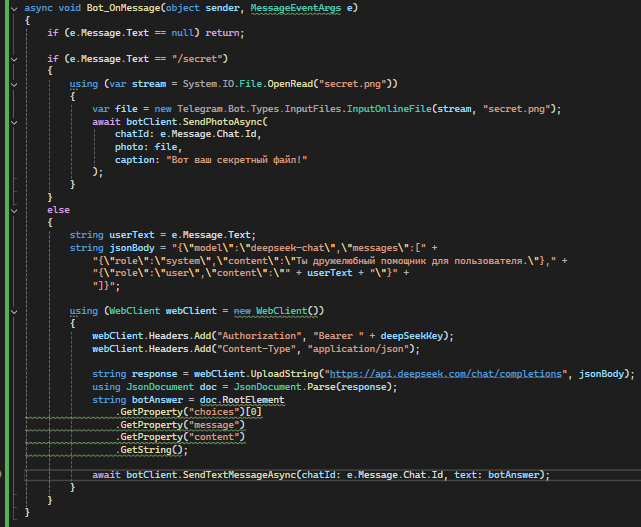 async void Bot_OnMessage(object sender, MessageEventArgs e)
{
if (e.Message.Text == null) return;
if (e.Message.Text == "/secret")
{
using (var stream = System.IO.File.OpenRead("secret.png"))
{
var file = new Telegram.Bot.Types.InputFiles.InputOnlineFile(stream, "secret.png");
await botClient.SendPhotoAsync(
chatId: e.Message.Chat.Id,
photo: file,
caption: "Вот ваш секретный файл!"
);
}
}
else
{
string userText = e.Message.Text;
string jsonBody = "{\"model\":\"deepseek-chat\",\"messages\":[" +
"{\"role\":\"system\",\"content\":\"Ты дружелюбный помощник для пользователя.\"}," +
"{\"role\":\"user\",\"content\":\"" + userText + "\"}" +
"]}";
using (WebClient webClient = new WebClient())
{
webClient.Headers.Add("Authorization", "Bearer " + deepSeekKey);
webClient.Headers.Add("Content-Type", "application/json");
string response = webClient.UploadString("https://api.deepseek.com/chat/completions", jsonBody);
using JsonDocument doc = JsonDocument.Parse(response);
string botAnswer = doc.RootElement
.GetProperty("choices")[0]
.GetProperty("message")
.GetProperty("content")
.GetString();
await botClient.SendTextMessageAsync(chatId: e.Message.Chat.Id, text: botAnswer);
}
}
}